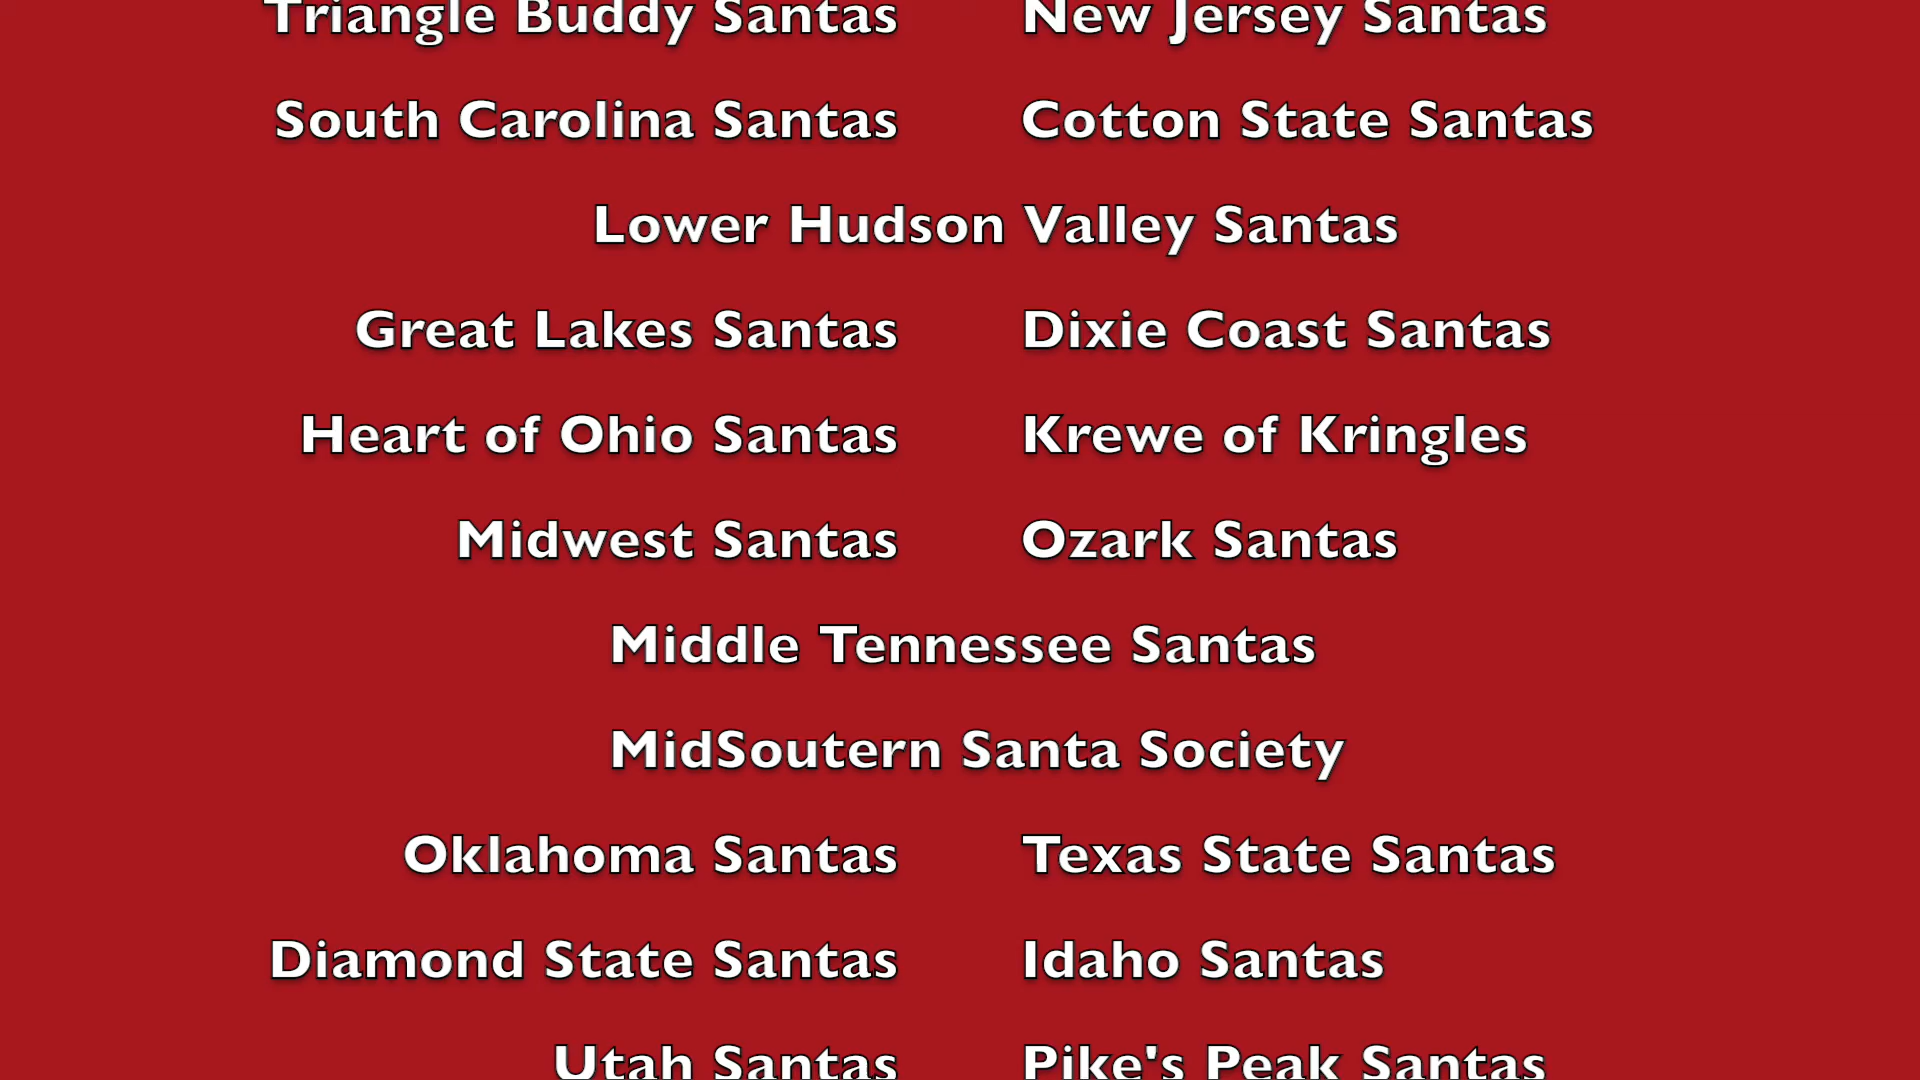 Triangle Buddy Santas New Jersey Santas
South Carolina Santas Cotton State Santas
Lower Hudson Valley Santas
Great Lakes Santas Dixie Coast Santas
Heart of Ohio Santas Krewe of Kringles
Midwest Santas Ozark Santas
Middle Tennessee Santas
MidSoutern Santa Society
Oklahoma Santas Texas State Santas
Diamond State Santas Idaho Santas
Utah Santas Pike's Peak Santas